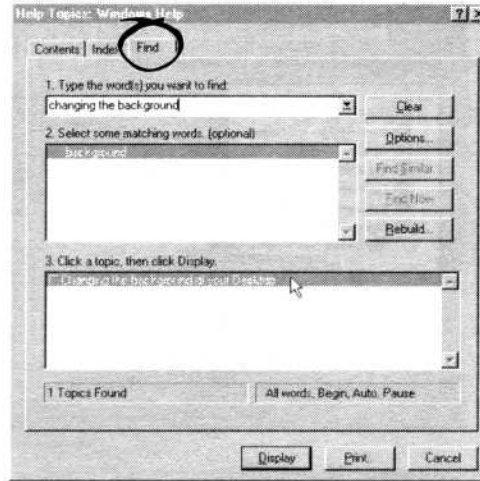 Help Topics: Windows Help
Contents Index Find
1. Type the word(s) you want to find:
changing the background
Clear
2. Select some matching words. (optional)
Options...
background
Find Similar...
Find Now
Rebuild...
3. Click a topic, then click Display.
Changing the background of your Desktop
1 Topics Found
All words, Begin, Auto, Pause
Display Print... Cancel